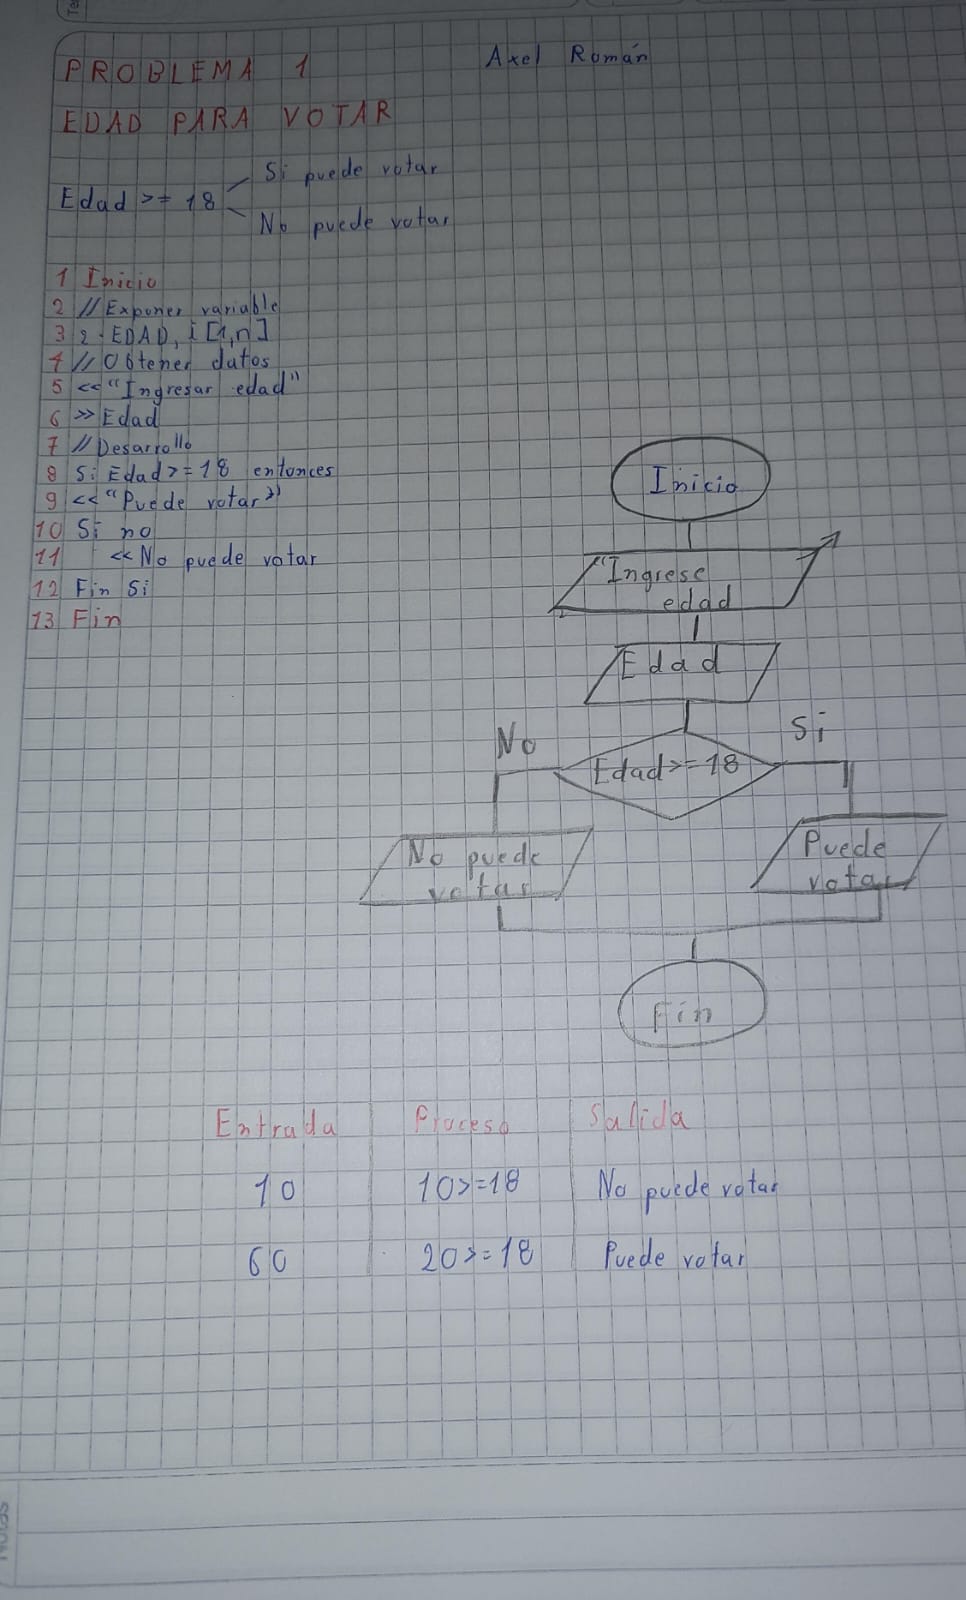 PROBLEMA 1
Axel Román
EDAD PARA VOTAR
Si puede votar
Edad >= 18
No puede votar
1 Inicio
2 // Exponer variable
3 2. EDAD, i [1,n]
4 // Obtener datos
5 << "Ingresar edad"
6 >> Edad
7 // Desarrollo
8 Si Edad >= 18 entonces
9 << "Puede votar"
10 Si no
11 << No puede votar
12 Fin Si
13 Fin
Inicio
"Ingrese
edad
Edad
No
Si
Edad >= 18
No puede
votar
Puede
votar
Fin
Entrada Proceso Salida
10 10>=18 No puede votar
60 20>=18 Puede votar